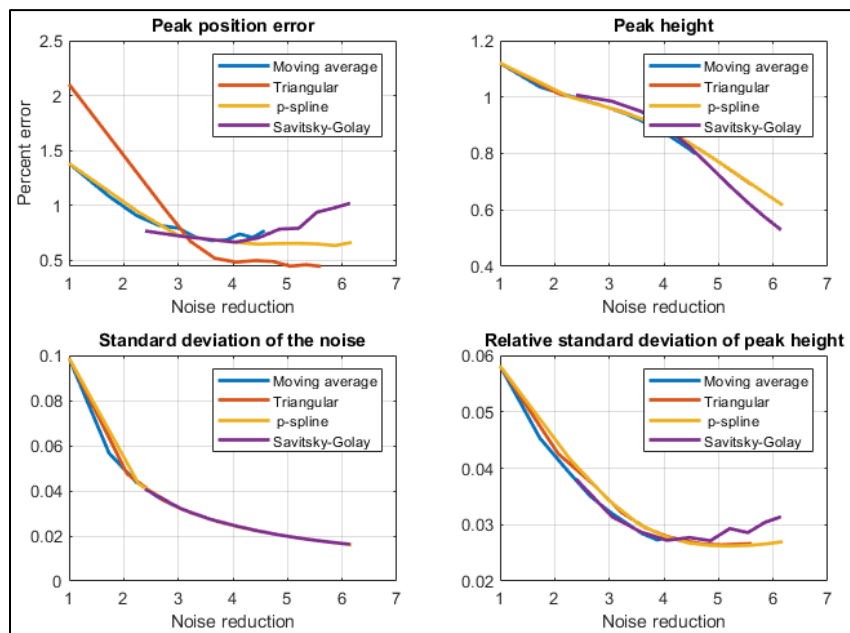 Peak position error
2.5
2
1.5
1
0.5
Percent error
Moving average
Triangular
p-spline
Savitsky-Golay
1 2 3 4 5 6 7
Noise reduction
Peak height
1.2
1
0.8
0.6
0.4
Moving average
Triangular
p-spline
Savitsky-Golay
1 2 3 4 5 6 7
Noise reduction
Standard deviation of the noise
0.1
0.08
0.06
0.04
0.02
0
Moving average
Triangular
p-spline
Savitsky-Golay
1 2 3 4 5 6 7
Noise reduction
Relative standard deviation of peak height
0.06
0.05
0.04
0.03
0.02
Moving average
Triangular
p-spline
Savitsky-Golay
1 2 3 4 5 6 7
Noise reduction